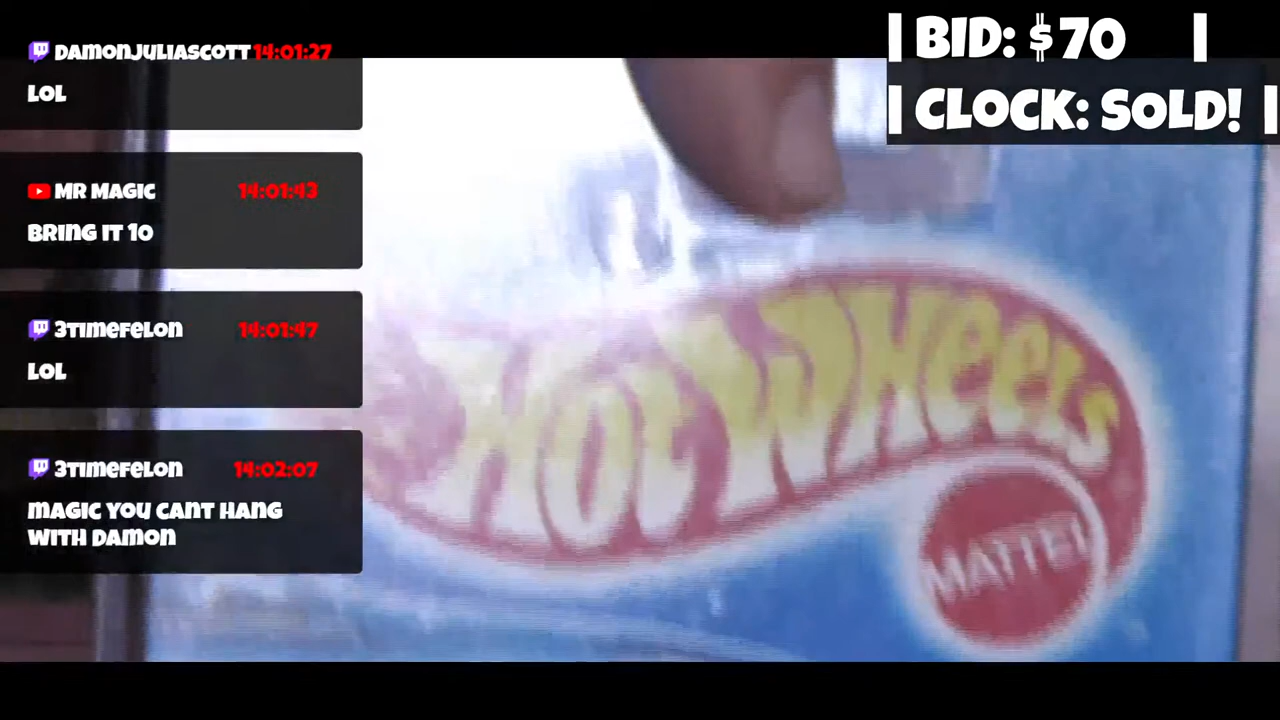 DAMONJULIASCOTT 14:01:27
LOL
MR MAGIC 14:01:43
BRING IT 10
3TIMEFELON 14:01:47
LOL
3TIMEFELON 14:02:07
MAGIC YOU CANT HANG
WITH DAMON
| BID: $70 |
| CLOCK: SOLD! |
Hot Wheels
MATTEL